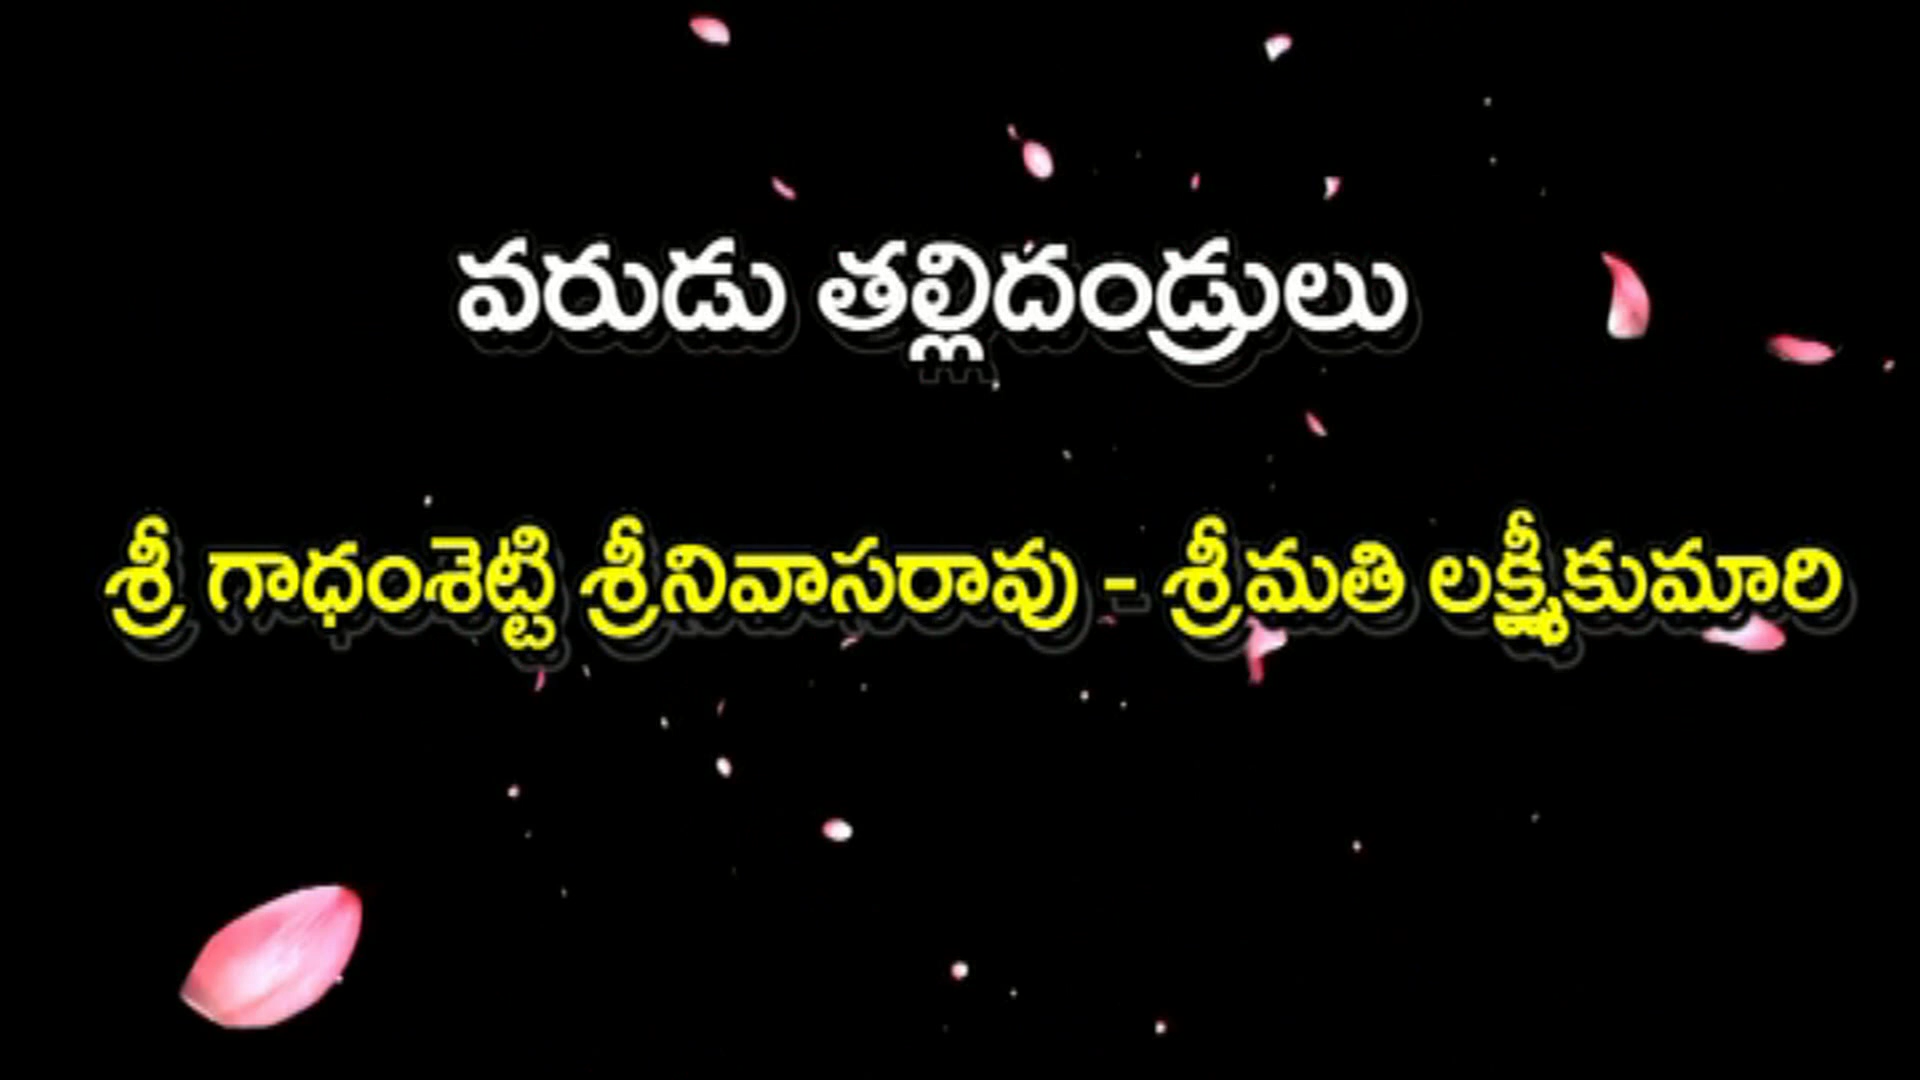 వరుడు తల్లిదండ్రులు
శ్రీ గాధంశెట్టి శ్రీనివాసరావు - శ్రీమతి లక్ష్మీకుమారి